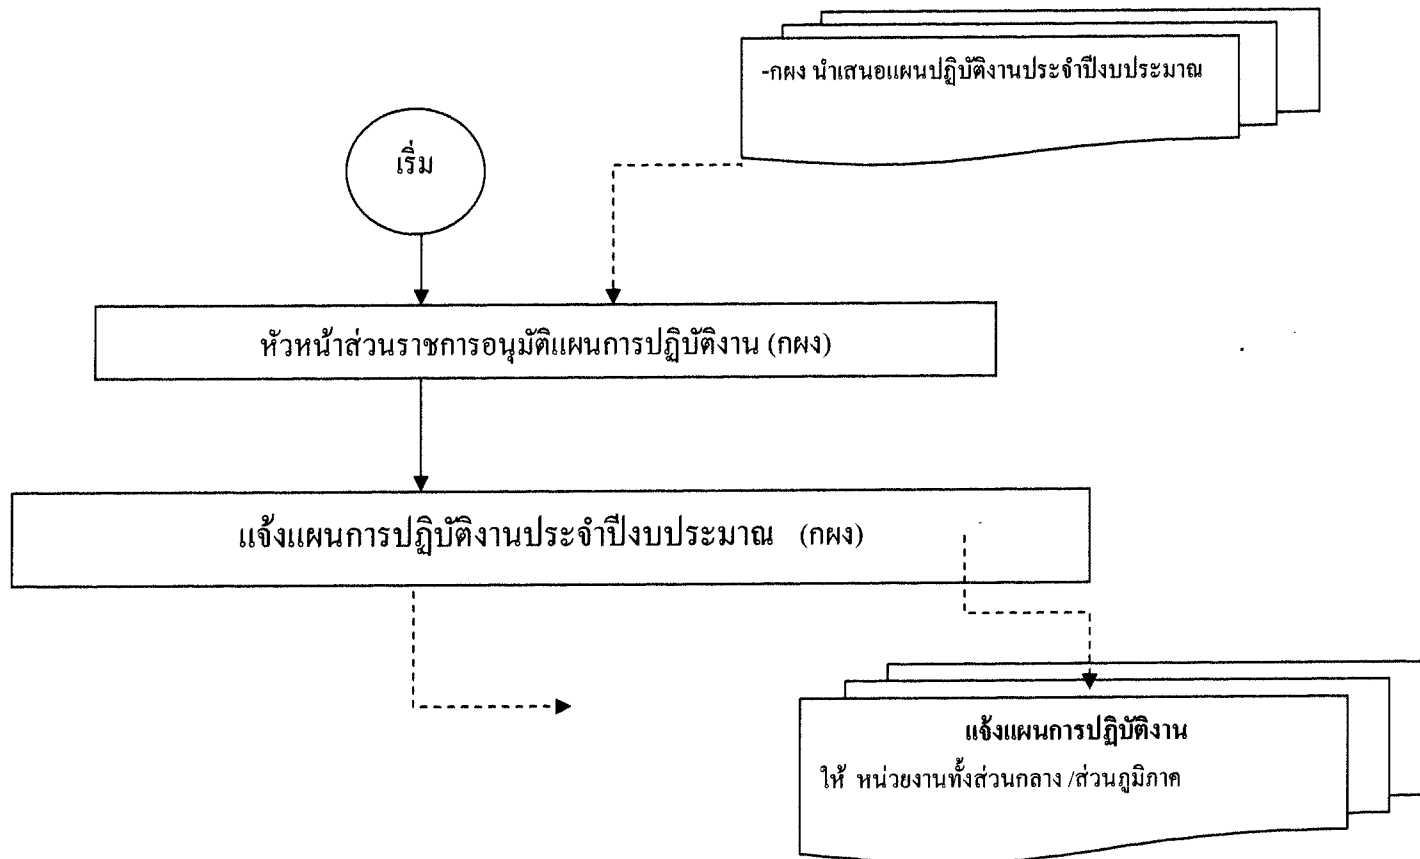 -กผง นำเสนอแผนปฏิบัติงานประจำปีงบประมาณ
เริ่ม
หัวหน้าส่วนราชการอนุมัติแผนการปฏิบัติงาน (กผง)
แจ้งแผนการปฏิบัติงานประจำปีงบประมาณ (กผง)
แจ้งแผนการปฏิบัติงาน
ให้ หน่วยงานทั้งส่วนกลาง /ส่วนภูมิภาค